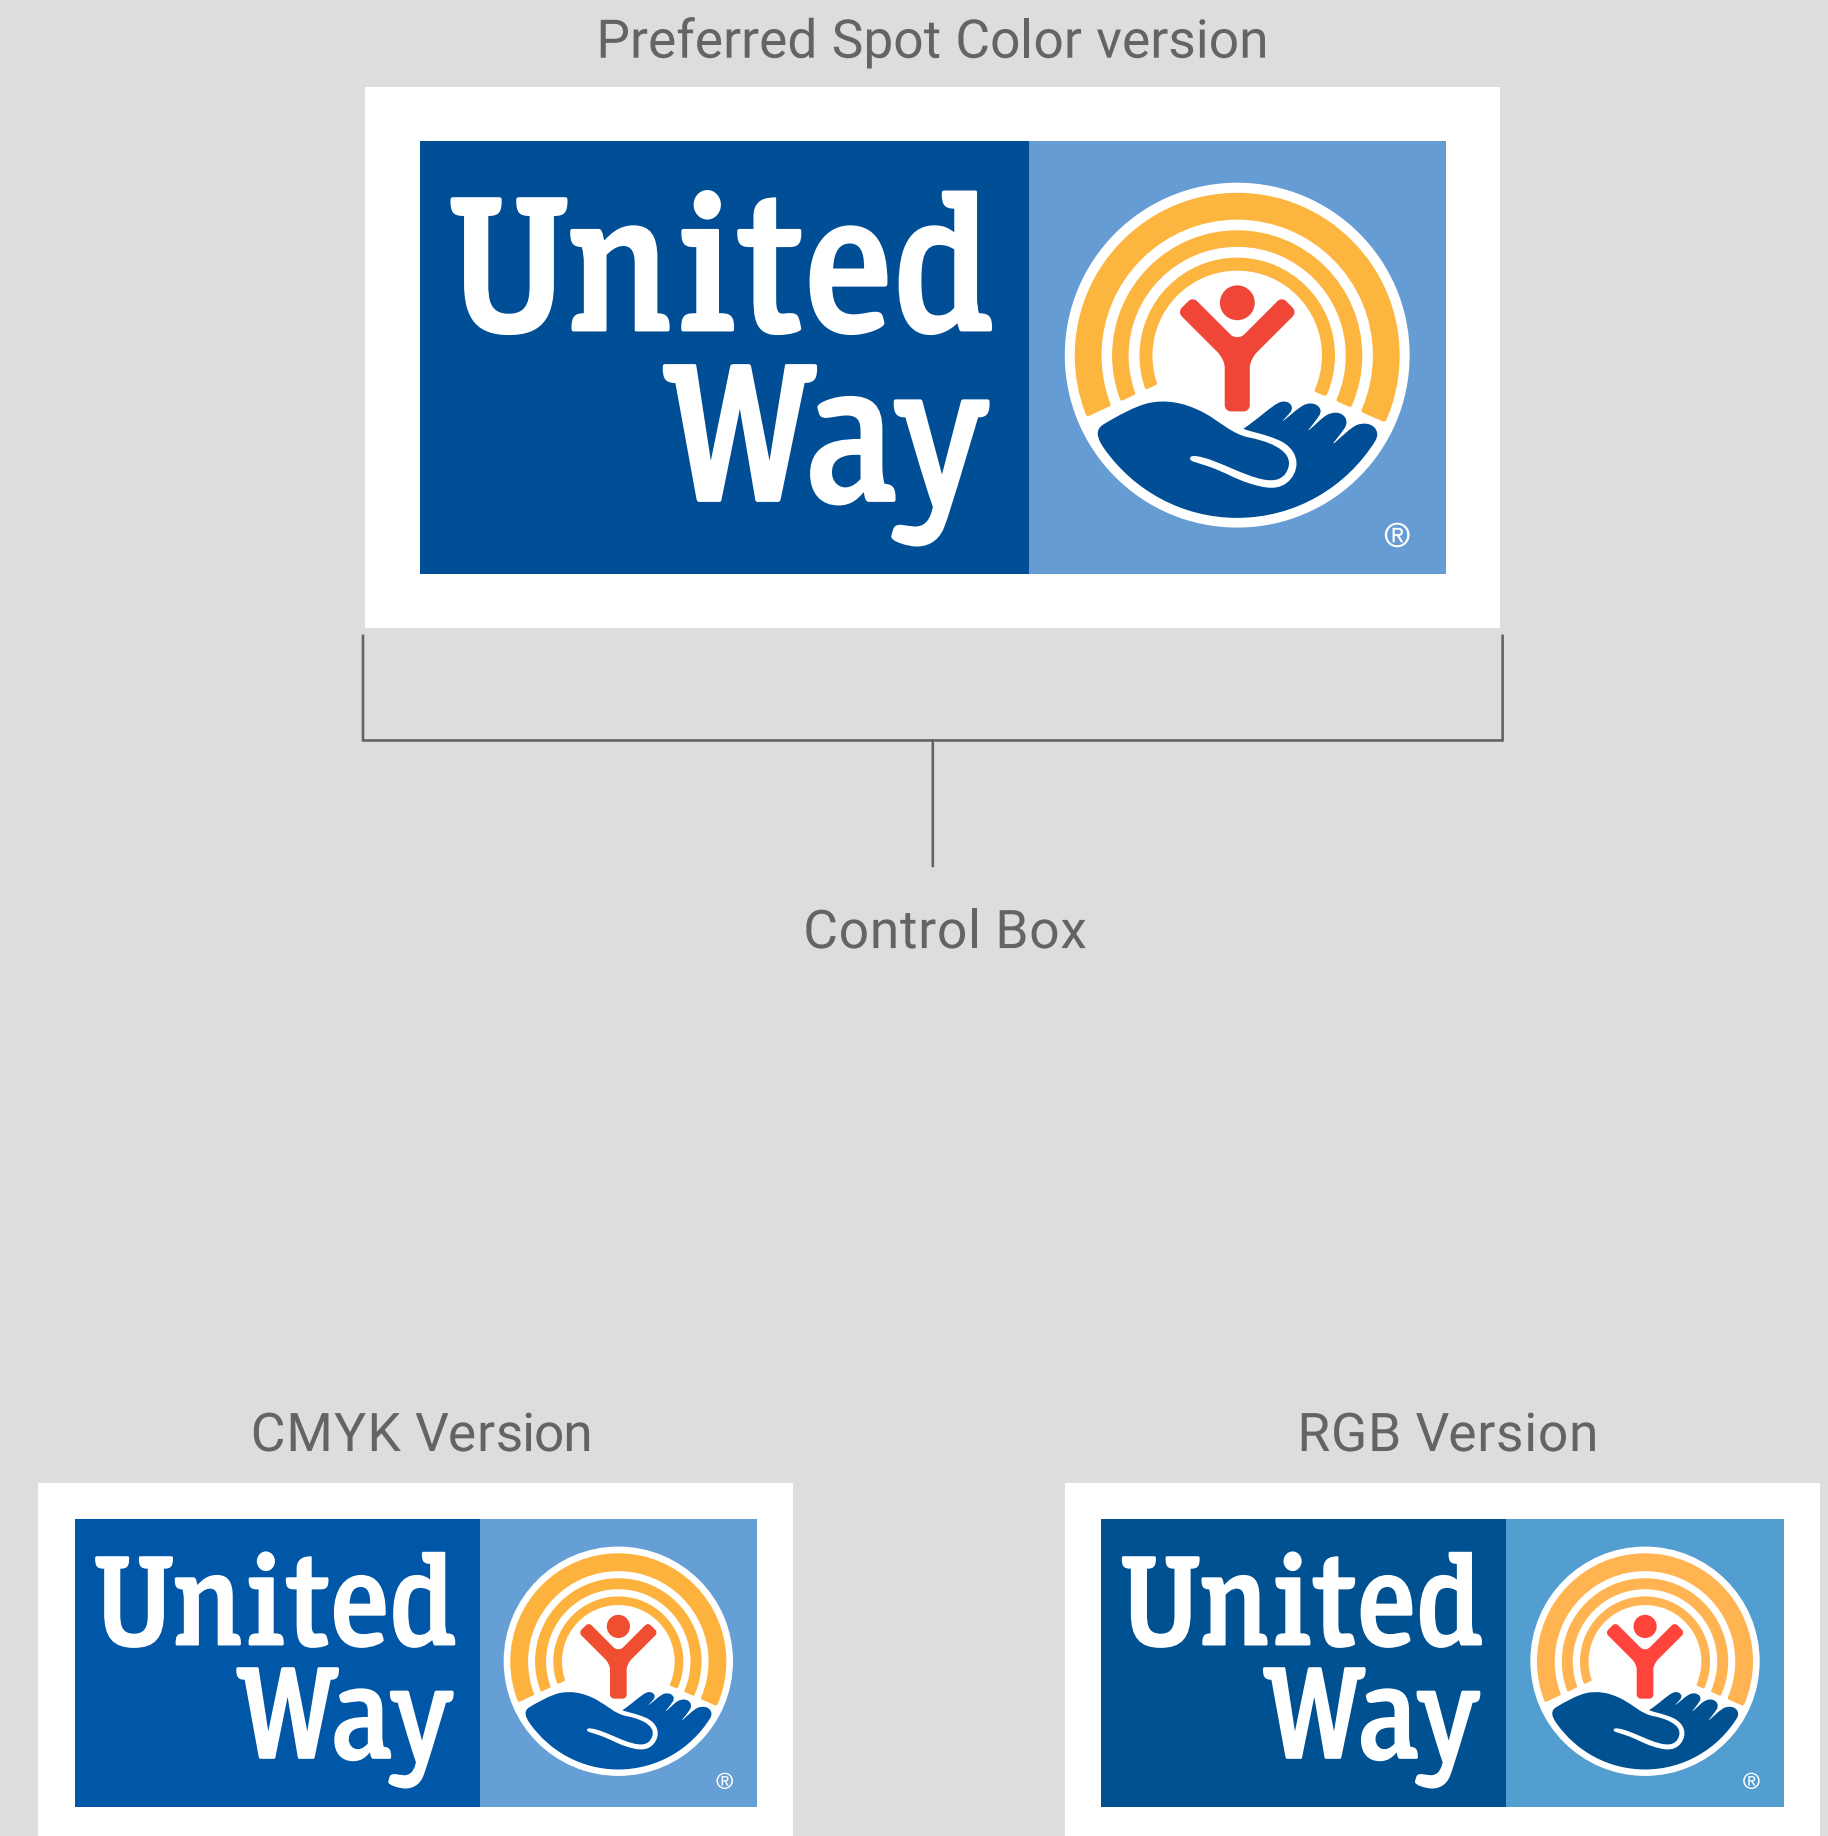 Preferred Spot Color version
United
Way
®
Control Box
CMYK Version
RGB Version
United
Way
®
United
Way
®